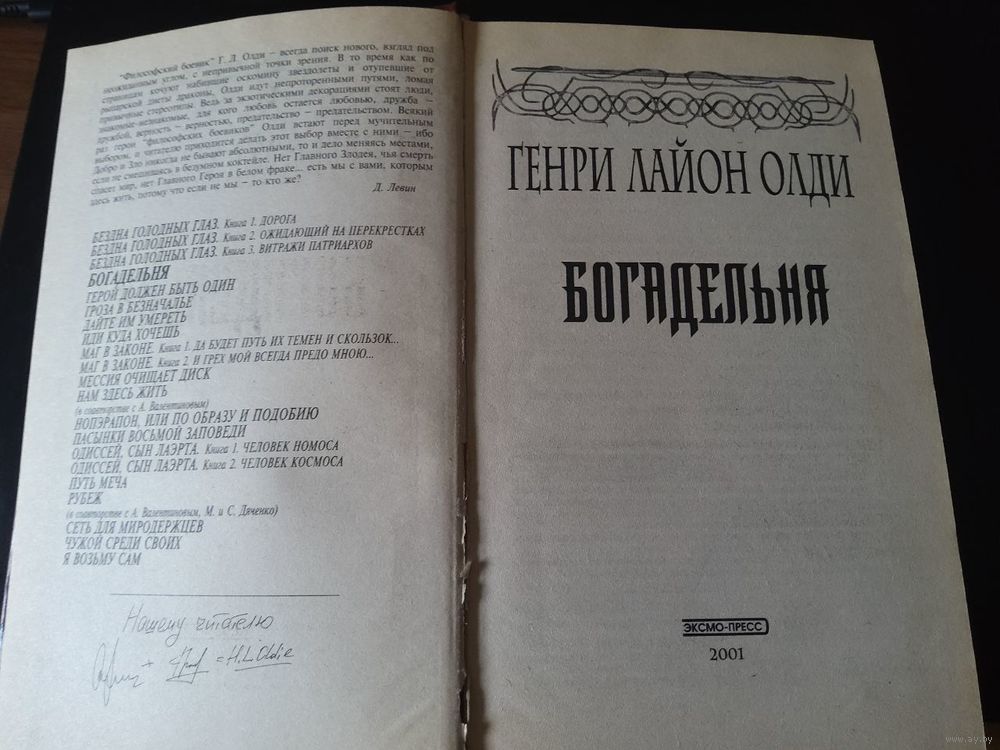 "Философский боевик" Г. Л. Олди – всегда поиск нового, взгляд под
неожиданным углом, с непривычной точки зрения. В то время как по
страницам кочуют набившие оскомину звездолеты и отупевшие от
рыцарской диеты драконы, Олди идут непроторенными путями, ломая
привычные стереотипы. Ведь за экзотическими декорациями стоят люди,
знакомые-незнакомые, для кого любовь остается любовью, дружба –
дружбой, верность – верностью, предательство – предательством. Всякий
раз герои "философских боевиков" Олди встают перед мучительным
выбором, и читателю приходится делать этот выбор вместе с ними – ибо
Добро и Зло никогда не бывают абсолютными, то и дело меняясь местами,
если не смешиваясь в безумном коктейле. Нет Главного Злодея, чья смерть
спасет мир, нет Главного Героя в белом фраке... есть мы с вами, которым
здесь жить, потому что если не мы – то кто же?
Д. Левин
БЕЗДНА ГОЛОДНЫХ ГЛАЗ. Книга 1. ДОРОГА
БЕЗДНА ГОЛОДНЫХ ГЛАЗ. Книга 2. ОЖИДАЮЩИЙ НА ПЕРЕКРЕСТКАХ
БЕЗДНА ГОЛОДНЫХ ГЛАЗ. Книга 3. ВИТРАЖИ ПАТРИАРХОВ
БОГАДЕЛЬНЯ
ГЕРОЙ ДОЛЖЕН БЫТЬ ОДИН
ГРОЗА В БЕЗНАЧАЛЬЕ
ДАЙТЕ ИМ УМЕРЕТЬ
ИДИ КУДА ХОЧЕШЬ
МАГ В ЗАКОНЕ. Книга 1. ДА БУДЕТ ПУТЬ ИХ ТЕМЕН И СКОЛЬЗОК...
МАГ В ЗАКОНЕ. Книга 2. И ГРЕХ МОЙ ВСЕГДА ПРЕДО МНОЮ...
МЕССИЯ ОЧИЩАЕТ ДИСК
НАМ ЗДЕСЬ ЖИТЬ
(в соавторстве с А. Валентиновым)
НОПЭРАПОН, ИЛИ ПО ОБРАЗУ И ПОДОБИЮ
ПАСЫНКИ ВОСЬМОЙ ЗАПОВЕДИ
ОДИССЕЙ, СЫН ЛАЭРТА. Книга 1. ЧЕЛОВЕК НОМОСА
ОДИССЕЙ, СЫН ЛАЭРТА. Книга 2. ЧЕЛОВЕК КОСМОСА
ПУТЬ МЕЧА
РУБЕЖ
(в соавторстве с А. Валентиновым, М. и С. Дяченко)
СЕТЬ ДЛЯ МИРОДЕРЖЦЕВ
ЧУЖОЙ СРЕДИ СВОИХ
Я ВОЗЬМУ САМ
Нашему читателю
+ = H.L.Oldie
ГЕНРИ ЛАЙОН ОЛДИ
БОГАДЕЛЬНЯ
ЭКСМО-ПРЕСС
2001
www.ay.by